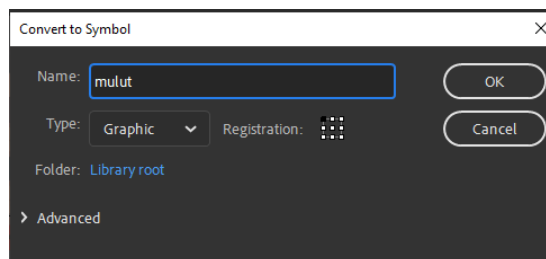 Convert to Symbol
Name: mulut
OK
Type: Graphic Registration:
Cancel
Folder: Library root
Advanced